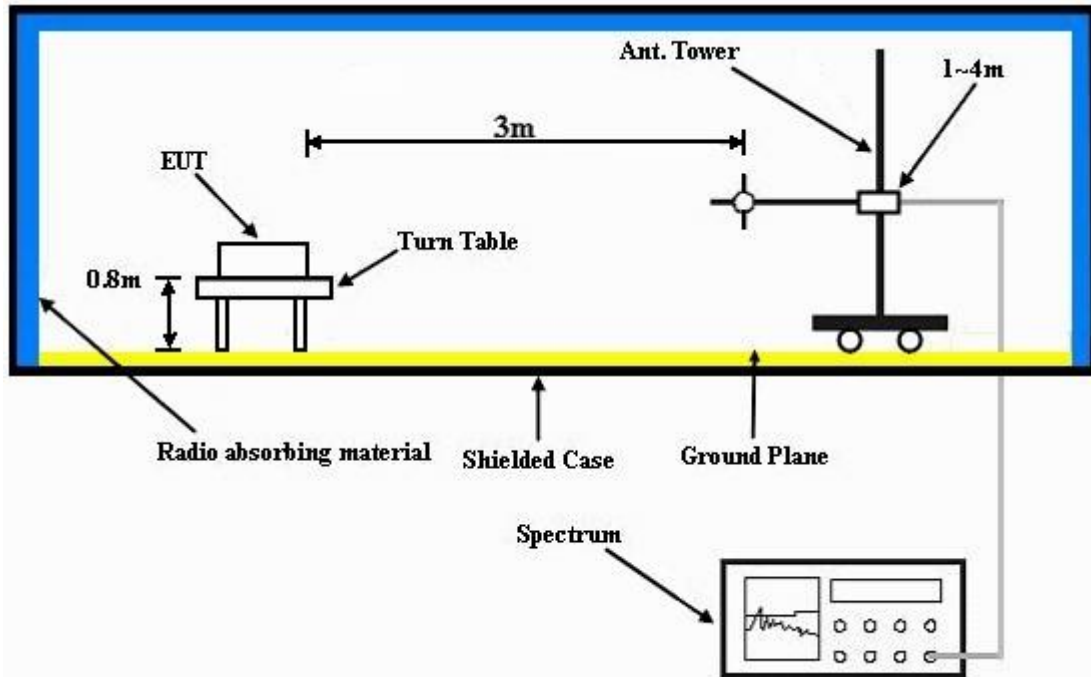 Ant. Tower
1~4m
3m
EUT
Turn Table
0.8m
Radio absorbing material
Shielded Case
Ground Plane
Spectrum